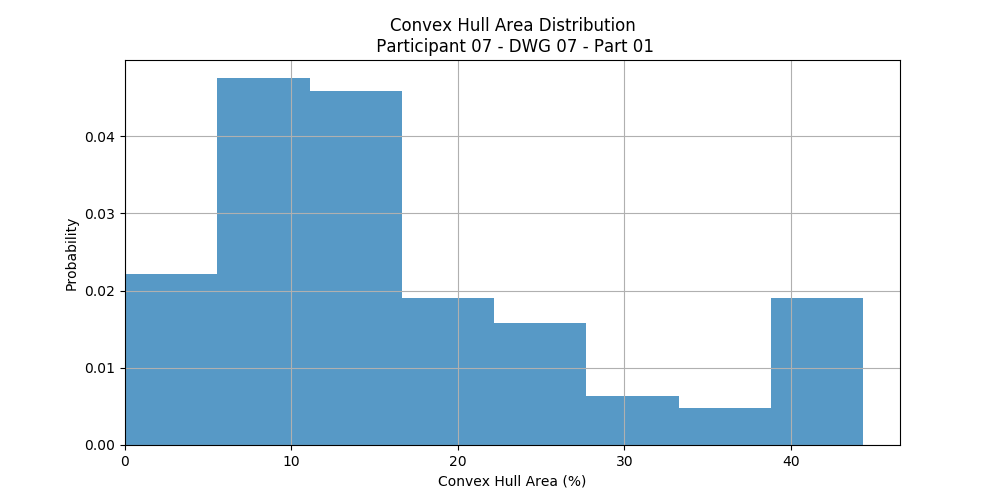 Convex Hull Area Distribution
Participant 07 - DWG 07 - Part 01
Probability
0.04
0.03
0.02
0.01
0.00
0 10 20 30 40
Convex Hull Area (%)